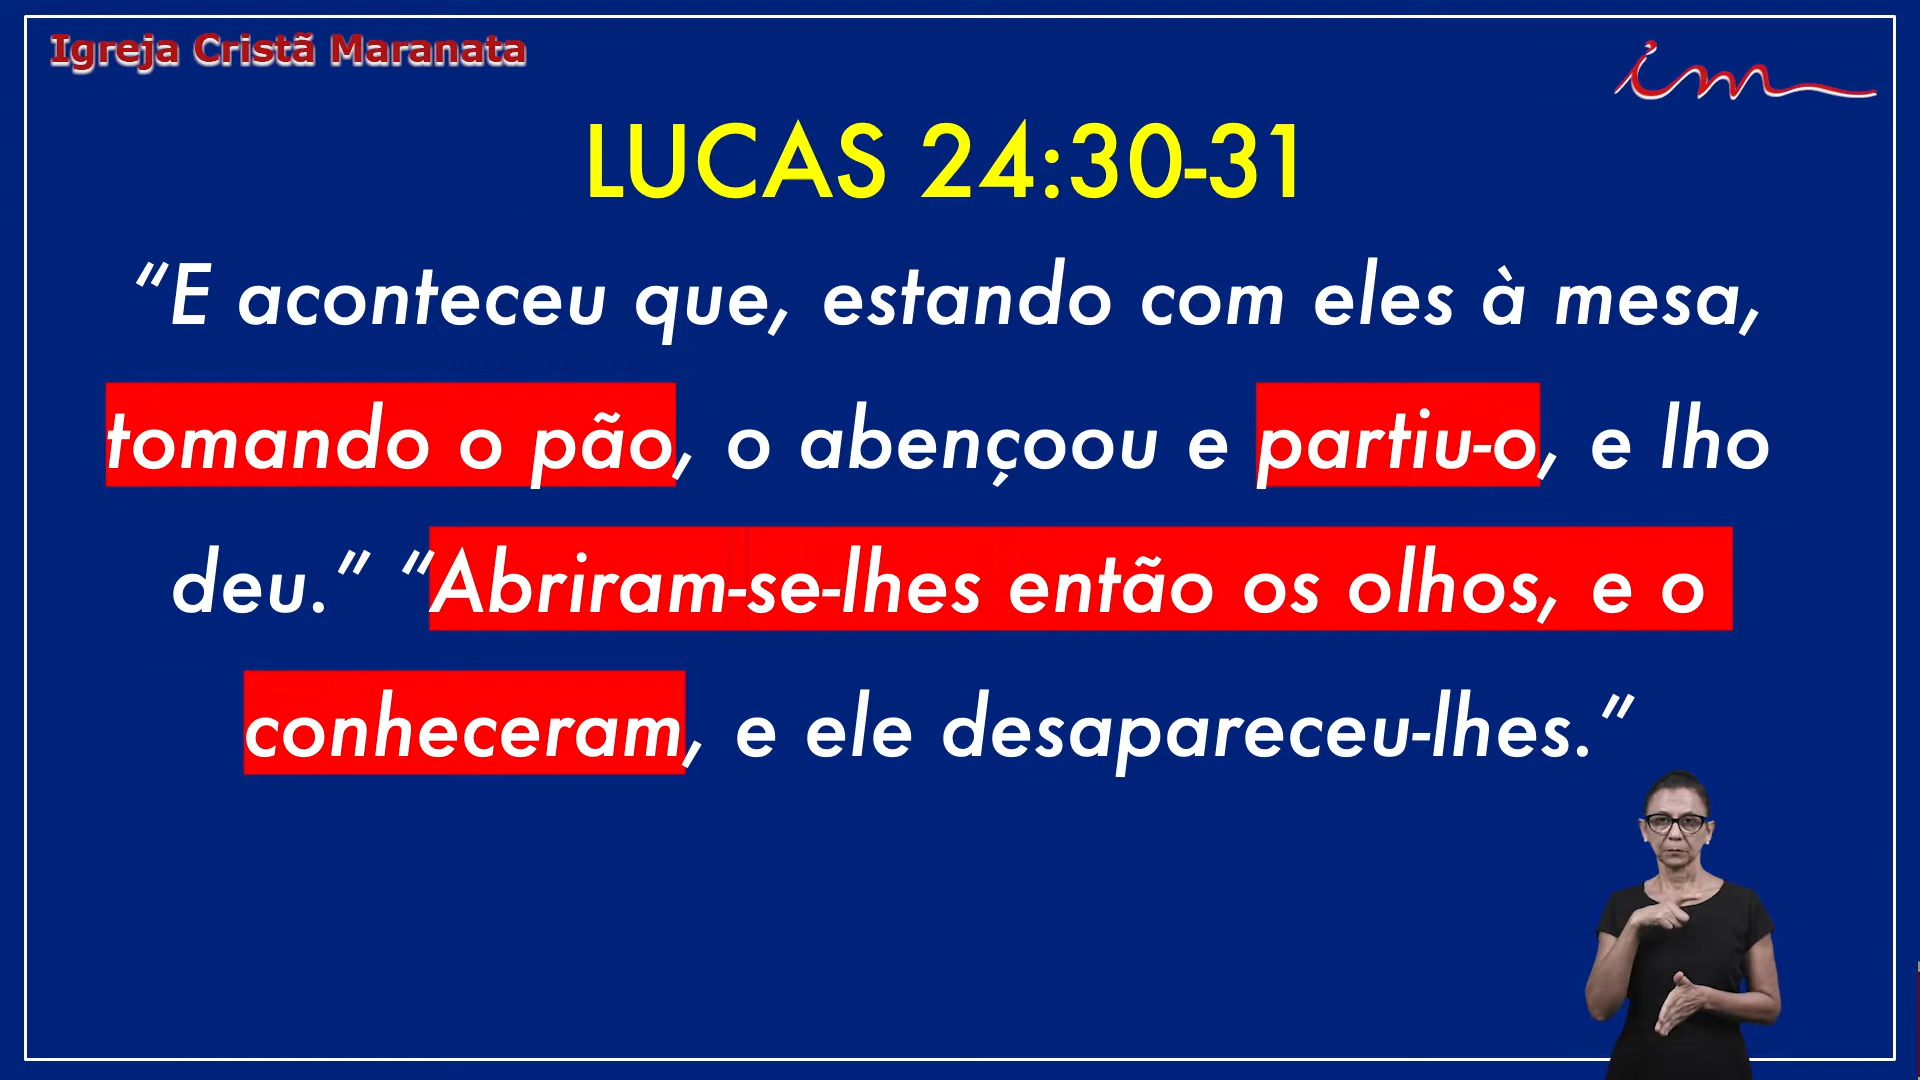 Igreja Cristã Maranata
im
LUCAS 24:30-31
“E aconteceu que, estando com eles à mesa,
tomando o pão, o abençoou e partiu-o, e lho
deu.” “Abriram-se-lhes então os olhos, e o
conheceram, e ele desapareceu-lhes.”